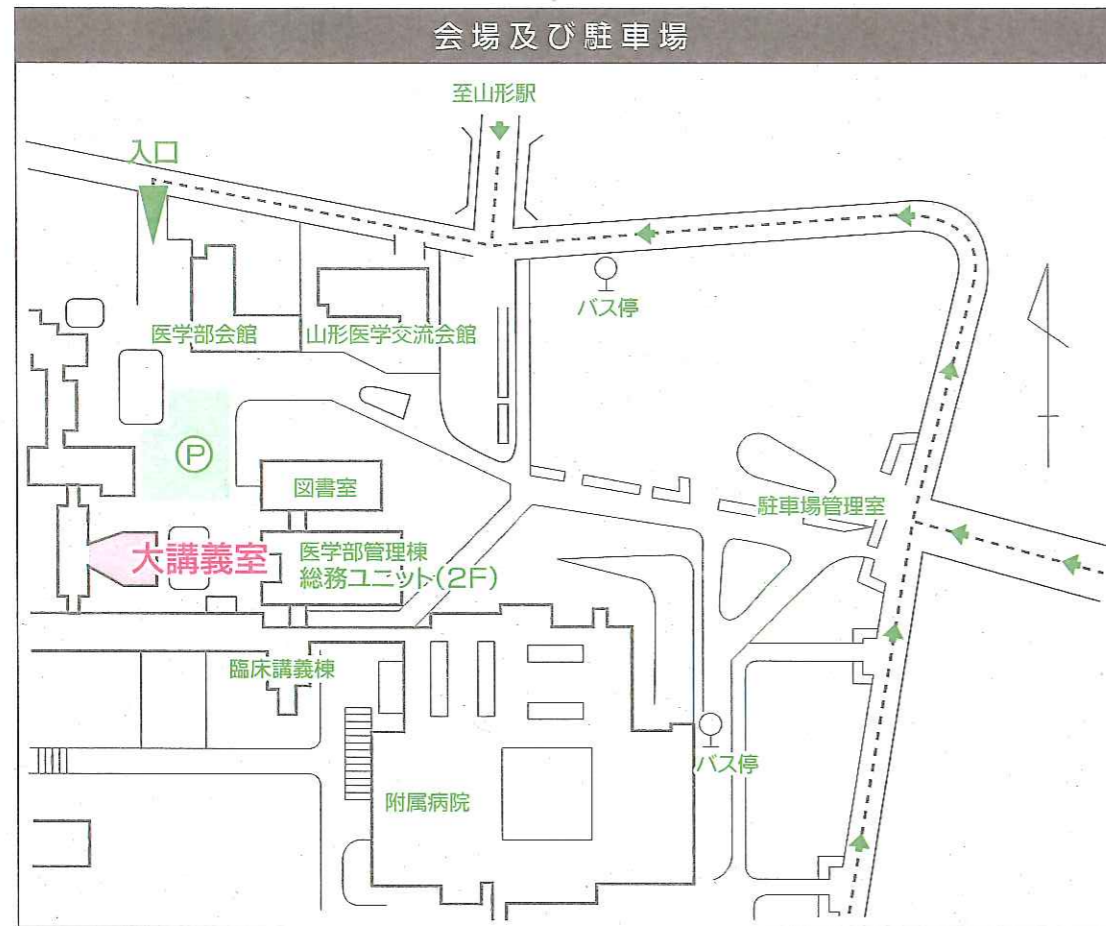 会場及び駐車場
至山形駅
入口
バス停
医学部会館
山形医学交流会館
P
図書室
駐車場管理室
大講義室
医学部管理棟
総務ユニット(2F)
臨床講義棟
バス停
附属病院